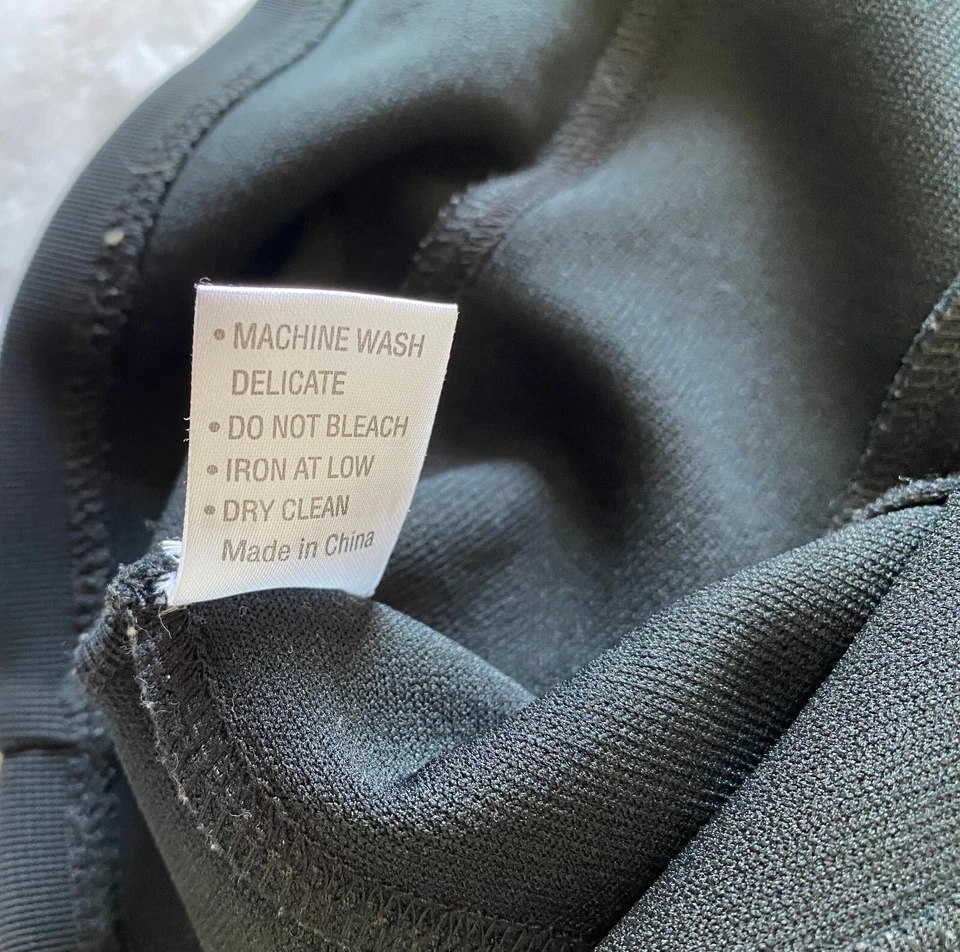 • MACHINE WASH
DELICATE
• DO NOT BLEACH
• IRON AT LOW
• DRY CLEAN
Made in China